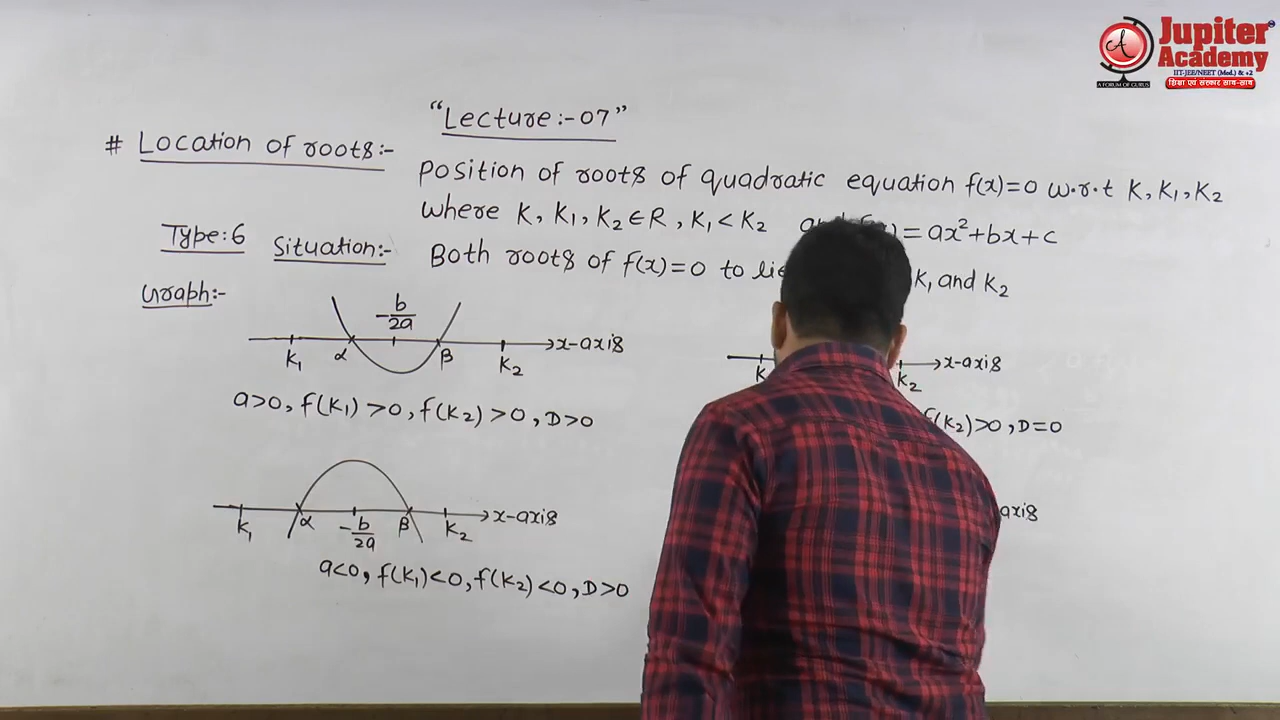 Jupiter Academy
IIT-JEE/NEET (Med.) & +2
A FORUM OF GURUS
शिक्षा एवं संस्कार साथ-साथ
"Lecture:-07"
# Location of roots:-
Position of roots of quadratic equation f(x)=0 w.r.t K, K₁, K₂
where K, K₁, K₂ ∈ R, K₁ < K₂ and = ax²+bx+c
Type:6 Situation:- Both roots of f(x)=0 to lie K₁ and K₂
Graph:-
-b/2a
K₁ α β K₂ x-axis
K K₂ x-axis
a>0, f(K₁) >0, f(K₂) >0, D>0
f(K₂)>0, D=0
K₁ α -b/2a β K₂ x-axis
axis
a<0, f(K₁)<0, f(K₂)<0, D>0